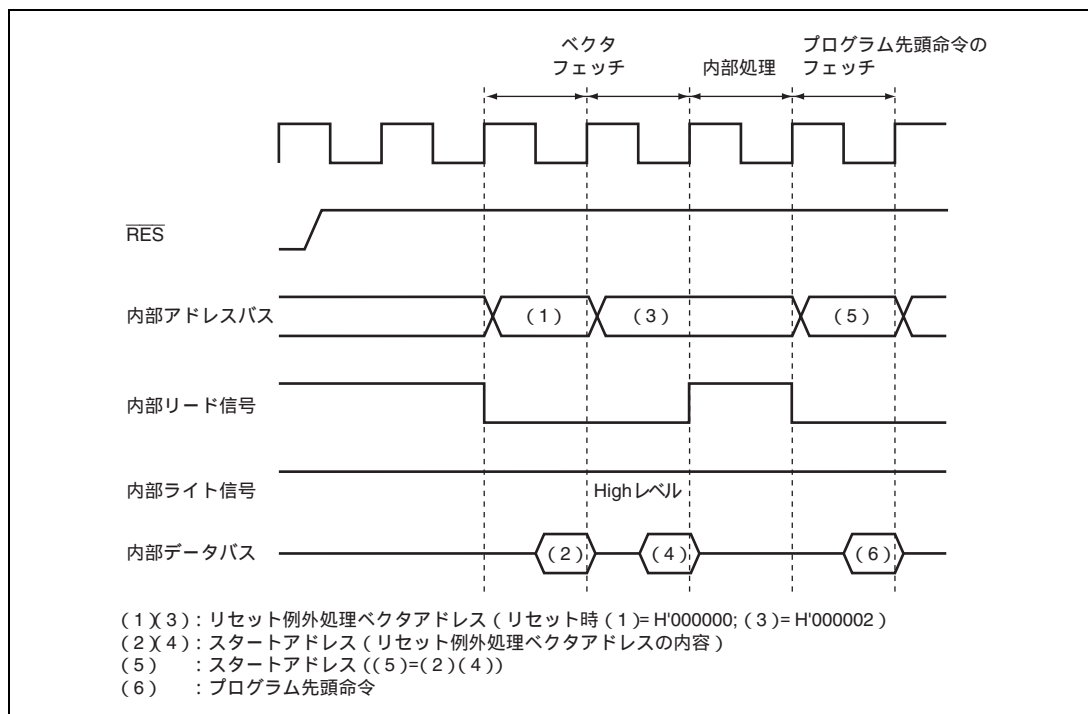 ベクタ
フェッチ
内部処理
プログラム先頭命令の
フェッチ
RES
内部アドレスバス
(1)
(3)
(5)
内部リード信号
内部ライト信号
Highレベル
内部データバス
(2)
(4)
(6)
(1)(3):リセット例外処理ベクタアドレス(リセット時(1)=H'000000;(3)=H'000002)
(2)(4):スタートアドレス(リセット例外処理ベクタアドレスの内容)
(5) :スタートアドレス((5)=(2)(4))
(6) :プログラム先頭命令